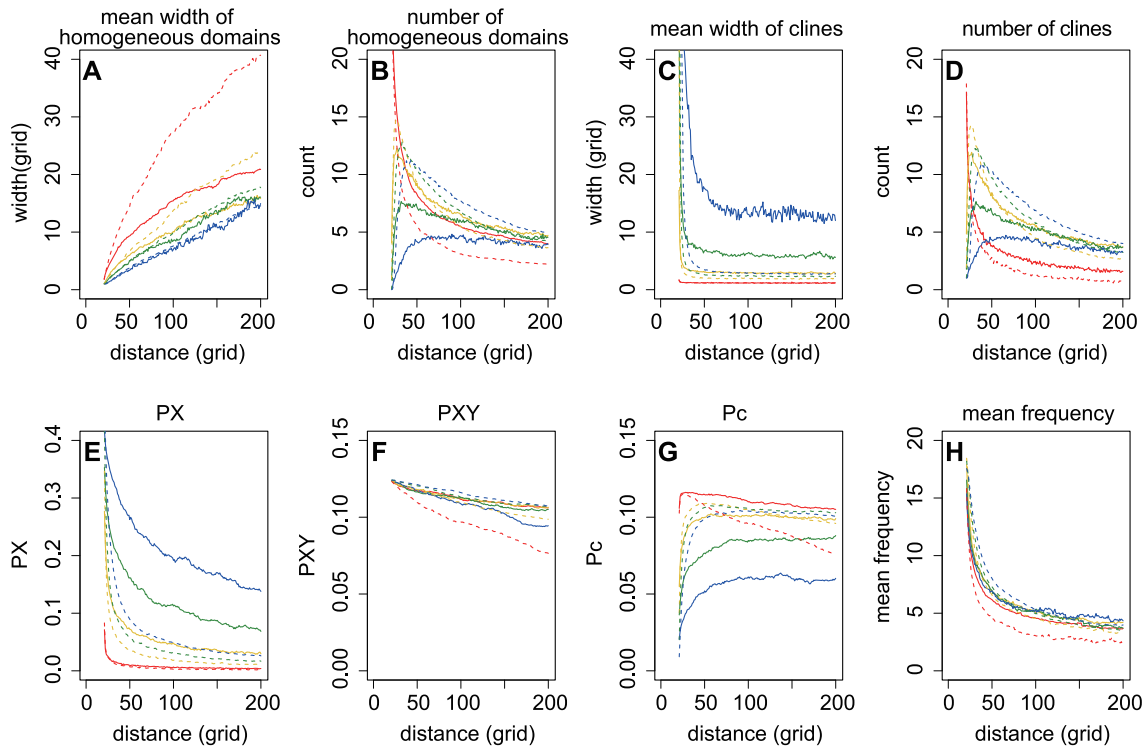 mean width of
homogeneous domains
number of
homogeneous domains
mean width of clines
number of clines
A
B
C
D
width(grid)
count
width (grid)
count
0 10 20 30 40
0 5 10 15 20
0 10 20 30 40
0 5 10 15 20
0 50 100 200
0 50 100 200
0 50 100 200
0 50 100 200
distance (grid)
distance (grid)
distance (grid)
distance (grid)
PX
PXY
Pc
mean frequency
E
F
G
H
PX
PXY
Pc
mean frequency
0.0 0.1 0.2 0.3 0.4
0.00 0.05 0.10 0.15
0.00 0.05 0.10 0.15
0 5 10 15 20
0 50 100 200
0 50 100 200
0 50 100 200
0 50 100 200
distance (grid)
distance (grid)
distance (grid)
distance (grid)